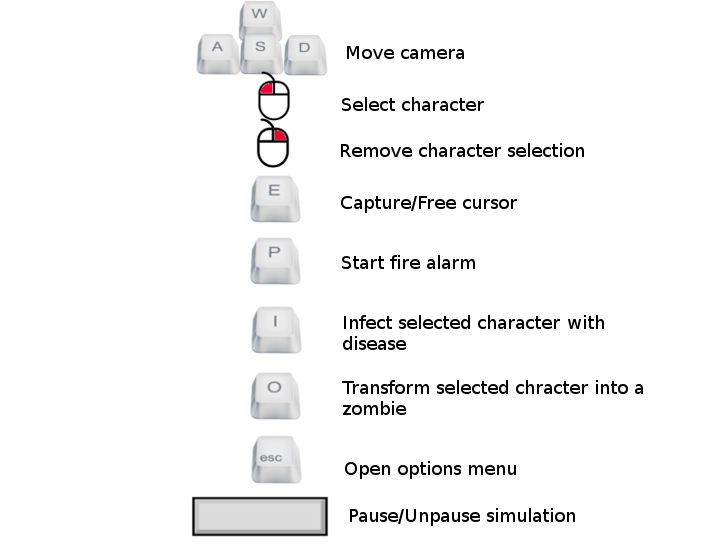 W
A S D
Move camera
Select character
Remove character selection
E
Capture/Free cursor
P
Start fire alarm
I
Infect selected character with
disease
O
Transform selected chracter into a
zombie
esc
Open options menu
Pause/Unpause simulation